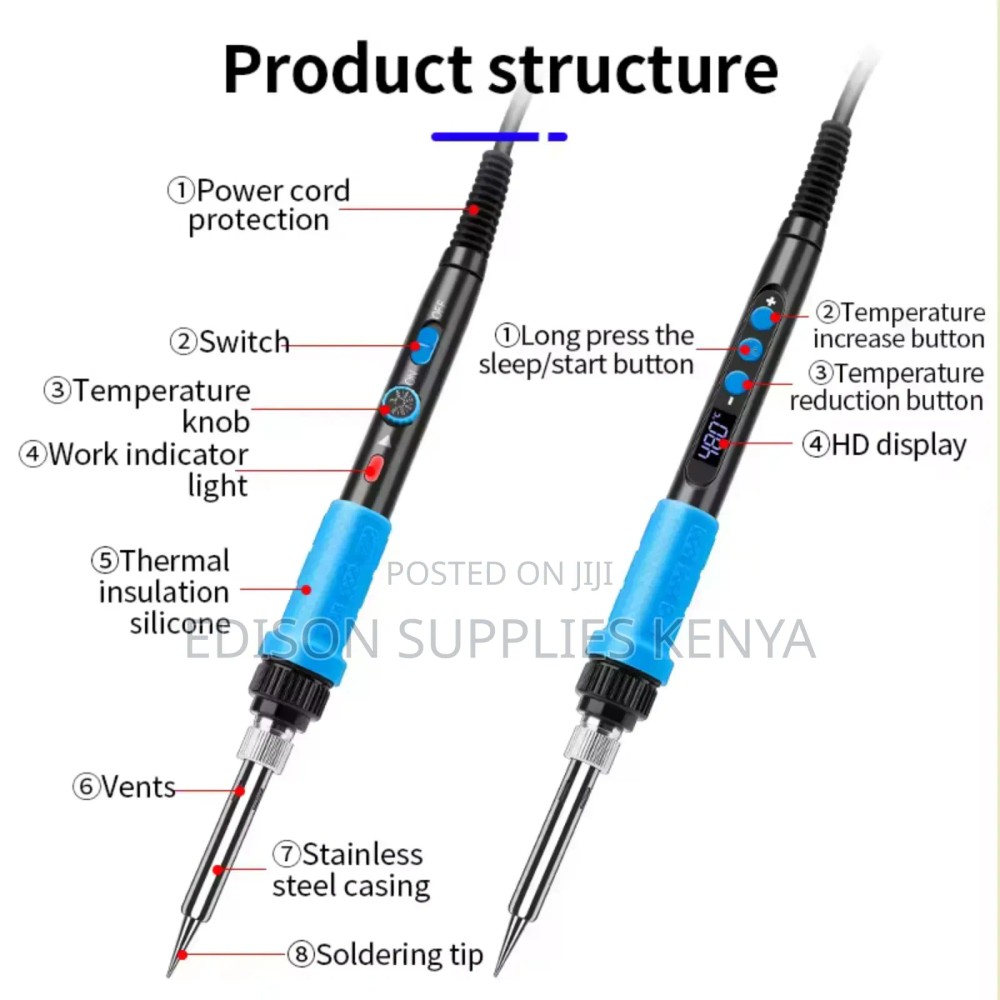 Product structure
①Power cord
protection
②Switch
③Temperature
knob
④Work indicator
light
⑤Thermal
insulation
silicone
⑥Vents
⑦Stainless
steel casing
⑧Soldering tip
OFF
ON
①Long press the
sleep/start button
②Temperature
increase button
③Temperature
reduction button
④HD display
+
-
480°C
POSTED ON JIJI
EDISON SUPPLIES KENYA